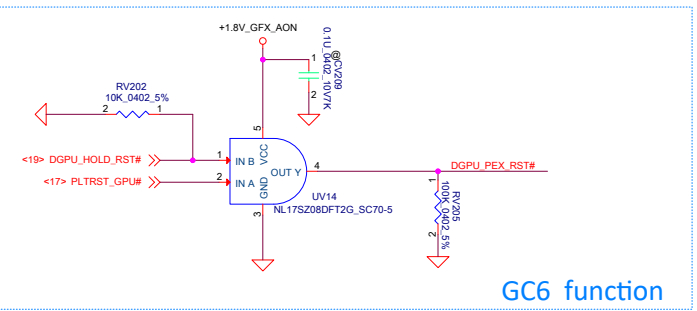 +1.8V_GFX_AON
0.1U_0402_10V7K
@CV209
1
2
RV202
10K_0402_5%
2
1
5
<19> DGPU_HOLD_RST#
1
IN B
VCC
<17> PLTRST_GPU#
2
IN A
GND
OUT Y
4
DGPU_PEX_RST#
3
UV14
NL17SZ08DFT2G_SC70-5
1
RV205
100K_0402_5%
2
GC6 function